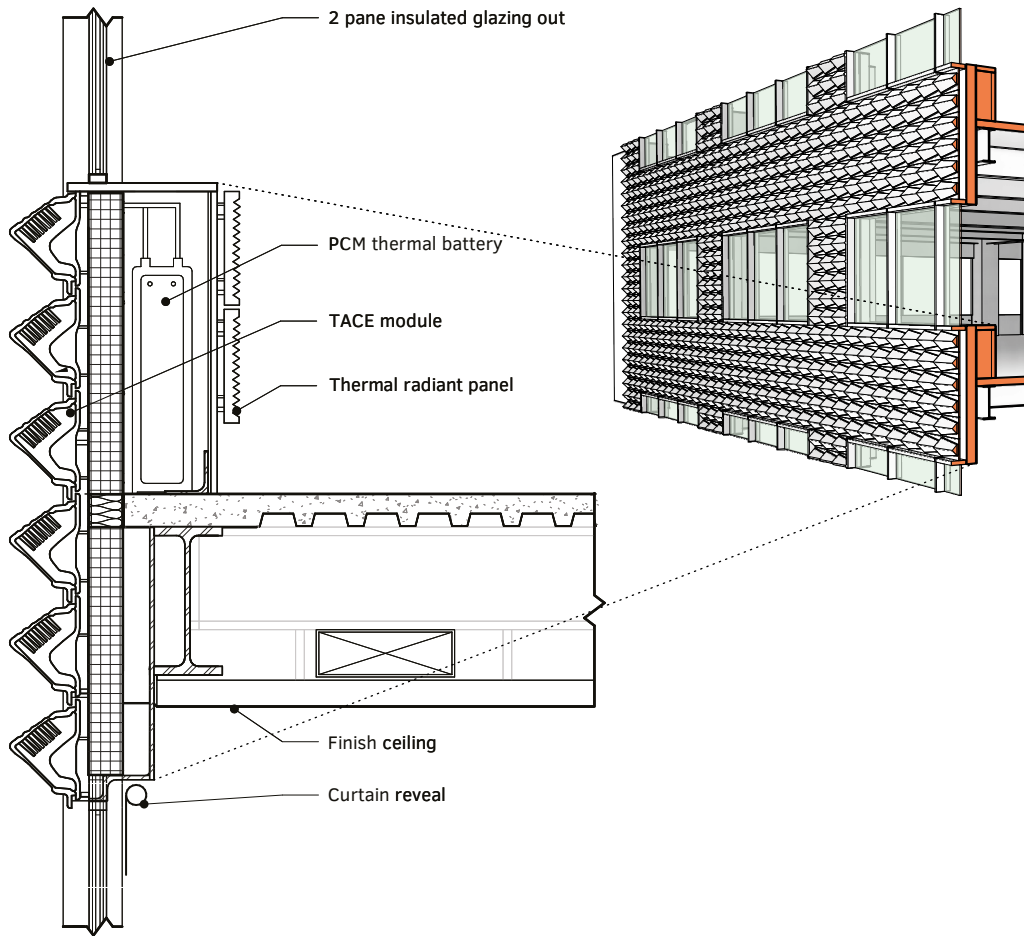 2 pane insulated glazing out
PCM thermal battery
TACE module
Thermal radiant panel
Finish ceiling
Curtain reveal